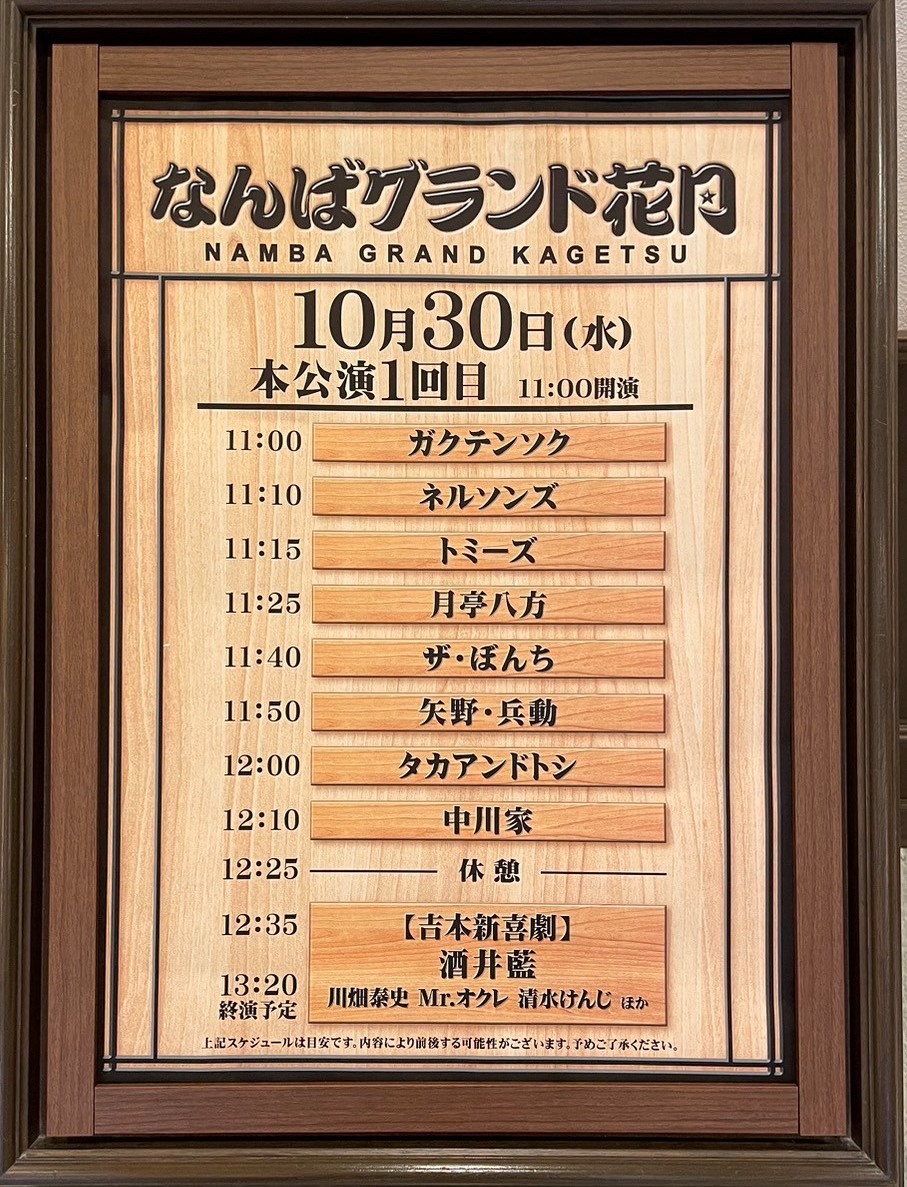 なんばグランド花月
NAMBA GRAND KAGETSU
10月30日(水)
本公演1回目 11:00開演
11:00 ガクテンソク
11:10 ネルソンズ
11:15 トミーズ
11:25 月亭八方
11:40 ザ・ぼんち
11:50 矢野・兵動
12:00 タカアンドトシ
12:10 中川家
12:25 休憩
12:35 【吉本新喜劇】
酒井藍
13:20 川畑泰史 Mr.オクレ 清水けんじ ほか
終演予定
上記スケジュールは目安です。内容により前後する可能性がございます。予めご了承ください。